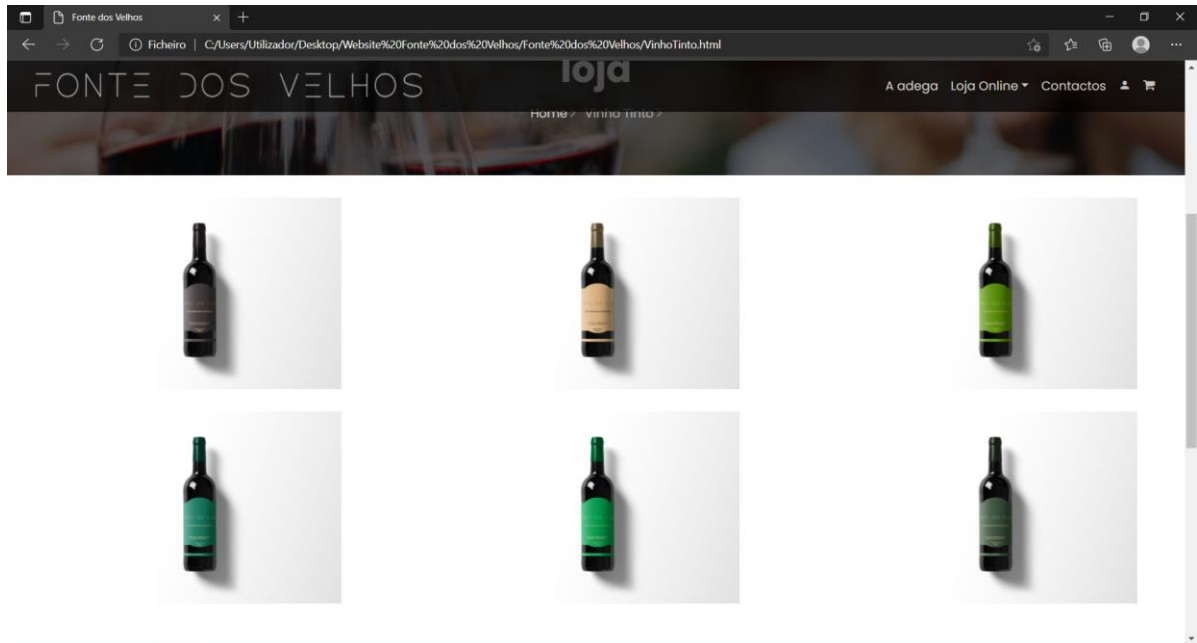 Fonte dos Velhos
Ficheiro | C:/Users/Utilizador/Desktop/Website%20Fonte%20dos%20Velhos/Fonte%20dos%20Velhos/VinhoTinto.html
loja
FONTE DOS VELHOS
A adega Loja Online Contactos
Home> Vinho Tinto>